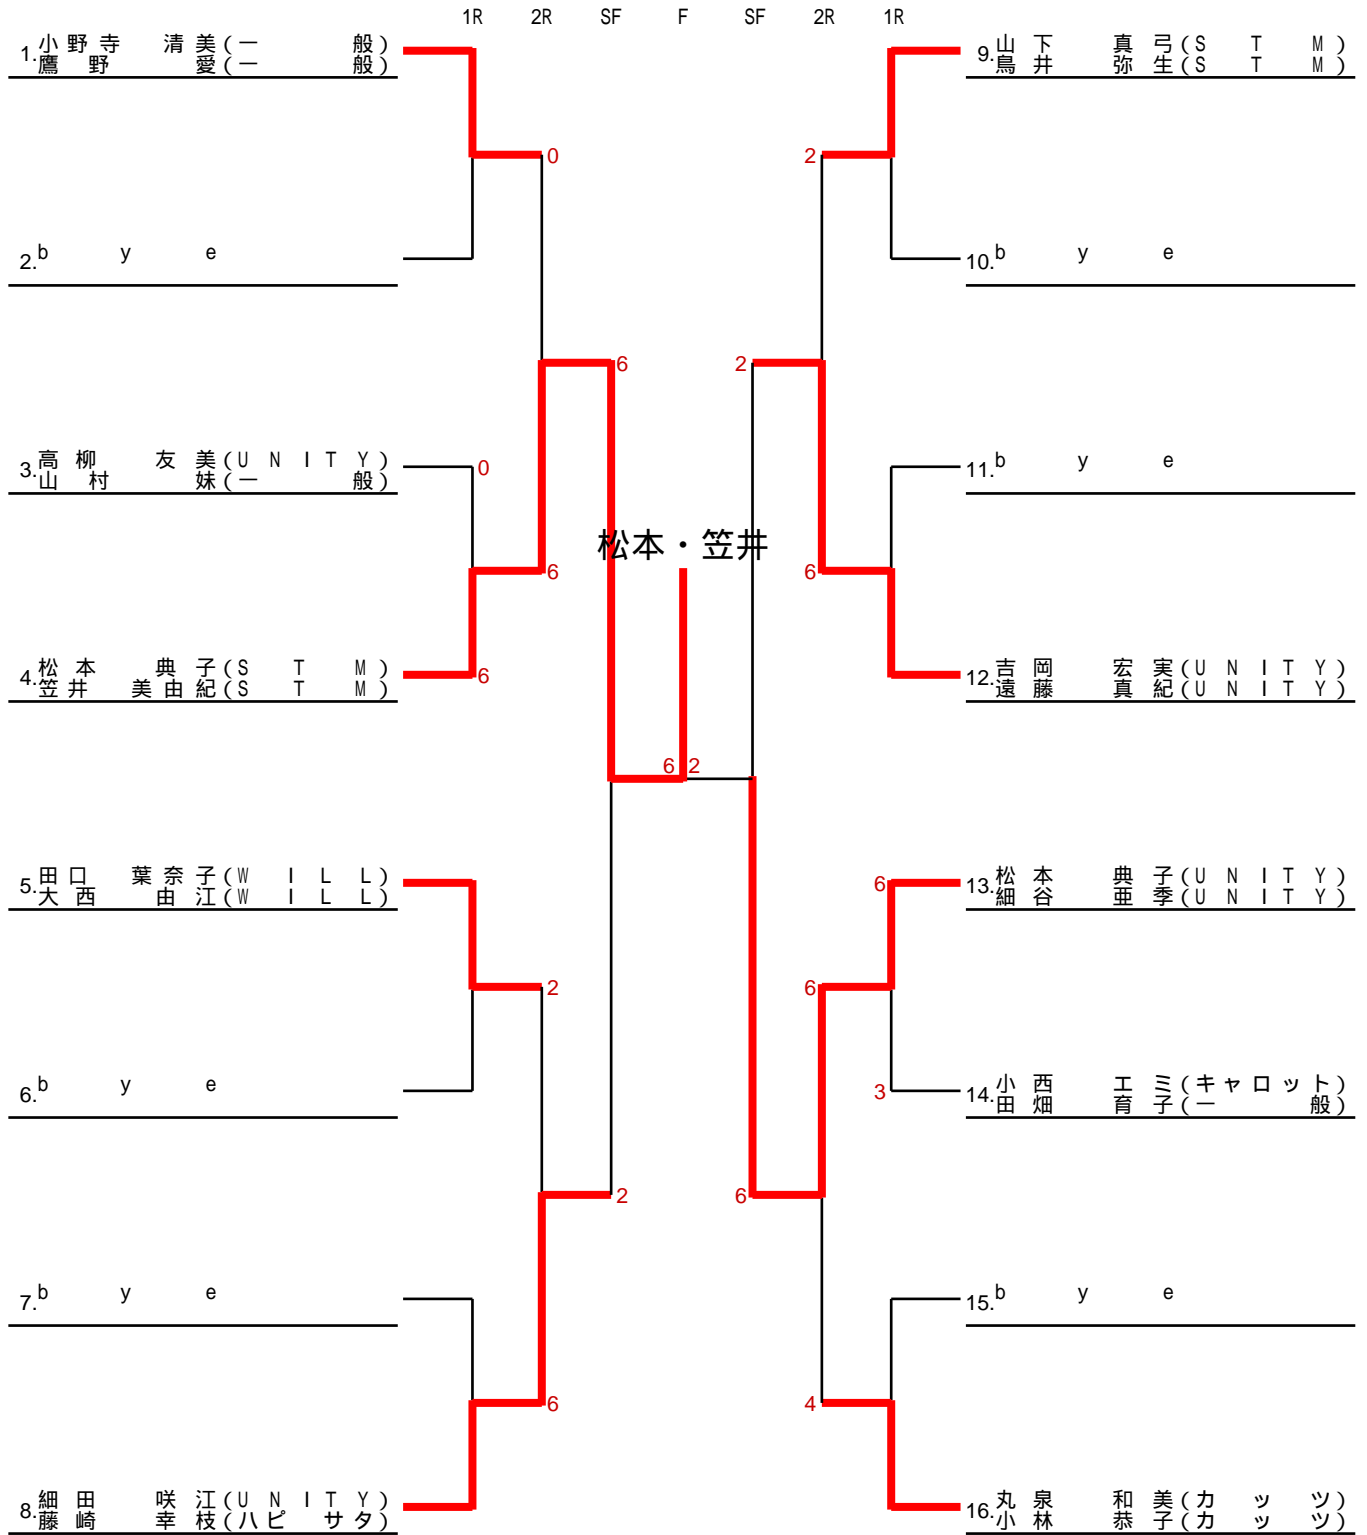 1R 2R SF F SF 2R 1R
1. 小野寺 清美(一般)
鷹野 愛(一般)
0
2. bye
6
3. 高柳 友美(UNITY)
山村 妹(一般)
0
6
4. 松本 典子(STM)
笠井 美由紀(STM)
6
5. 田口 葉奈子(WILL)
大西 由江(WILL)
2
6. bye
2
7. bye
6
8. 細田 咲江(UNITY)
藤崎 幸枝(ハピサタ)
松本・笠井
6 2
9. 山下 真弓(STM)
鳥井 弥生(STM)
2
10. bye
2
11. bye
6
12. 吉岡 宏実(UNITY)
遠藤 真紀(UNITY)
6
13. 松本 典子(UNITY)
細谷 亜季(UNITY)
6
3
14. 小西 エミ(キャロット)
田畑 育子(一般)
6
15. bye
4
16. 丸泉 和美(カッツ)
小林 恭子(カッツ)